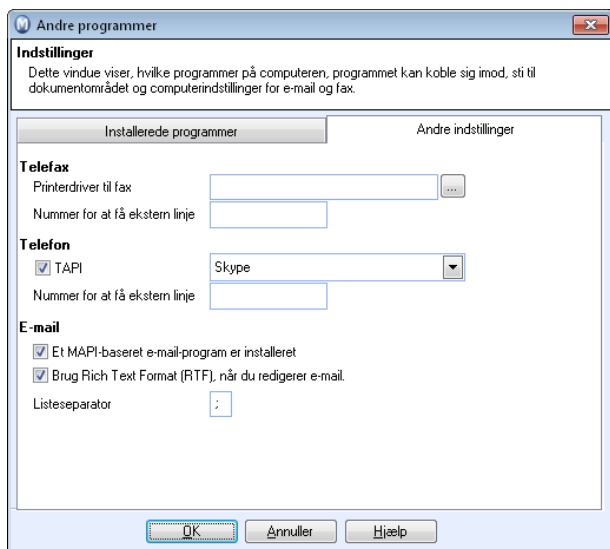 Andre programmer
Indstillinger
Dette vindue viser, hvilke programmer på computeren, programmet kan koble sig imod, sti til
dokumentområdet og computerindstillinger for e-mail og fax.
Installerede programmer
Andre indstillinger
Telefax
Printerdriver til fax
...
Nummer for at få ekstern linje
Telefon
TAPI
Skype
Nummer for at få ekstern linje
E-mail
Et MAPI-baseret e-mail-program er installeret
Brug Rich Text Format (RTF), når du redigerer e-mail.
Listeseparator
;
OK
Annuller
Hjælp